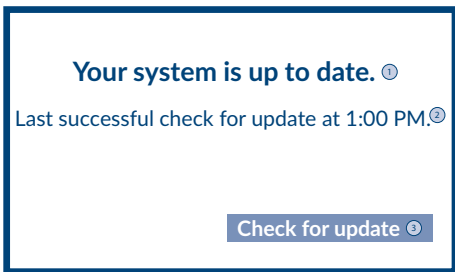 Your system is up to date. 1
Last successful check for update at 1:00 PM. 2
Check for update 3